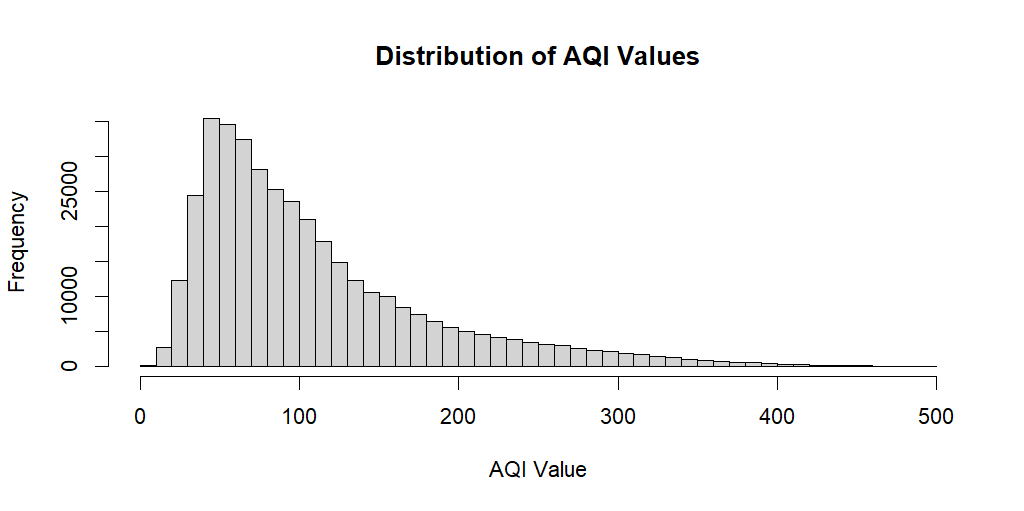 Distribution of AQI Values
Frequency
25000
10000
0
0 100 200 300 400 500
AQI Value